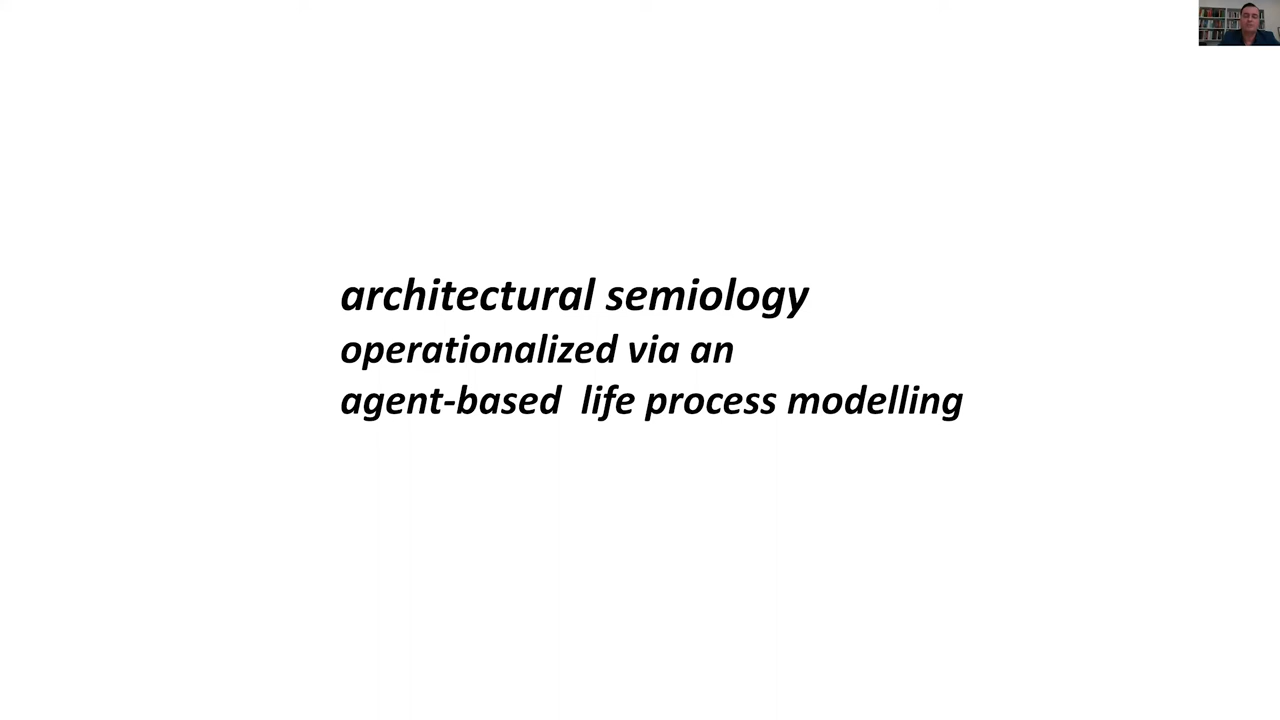 architectural semiology
operationalized via an
agent-based life process modelling